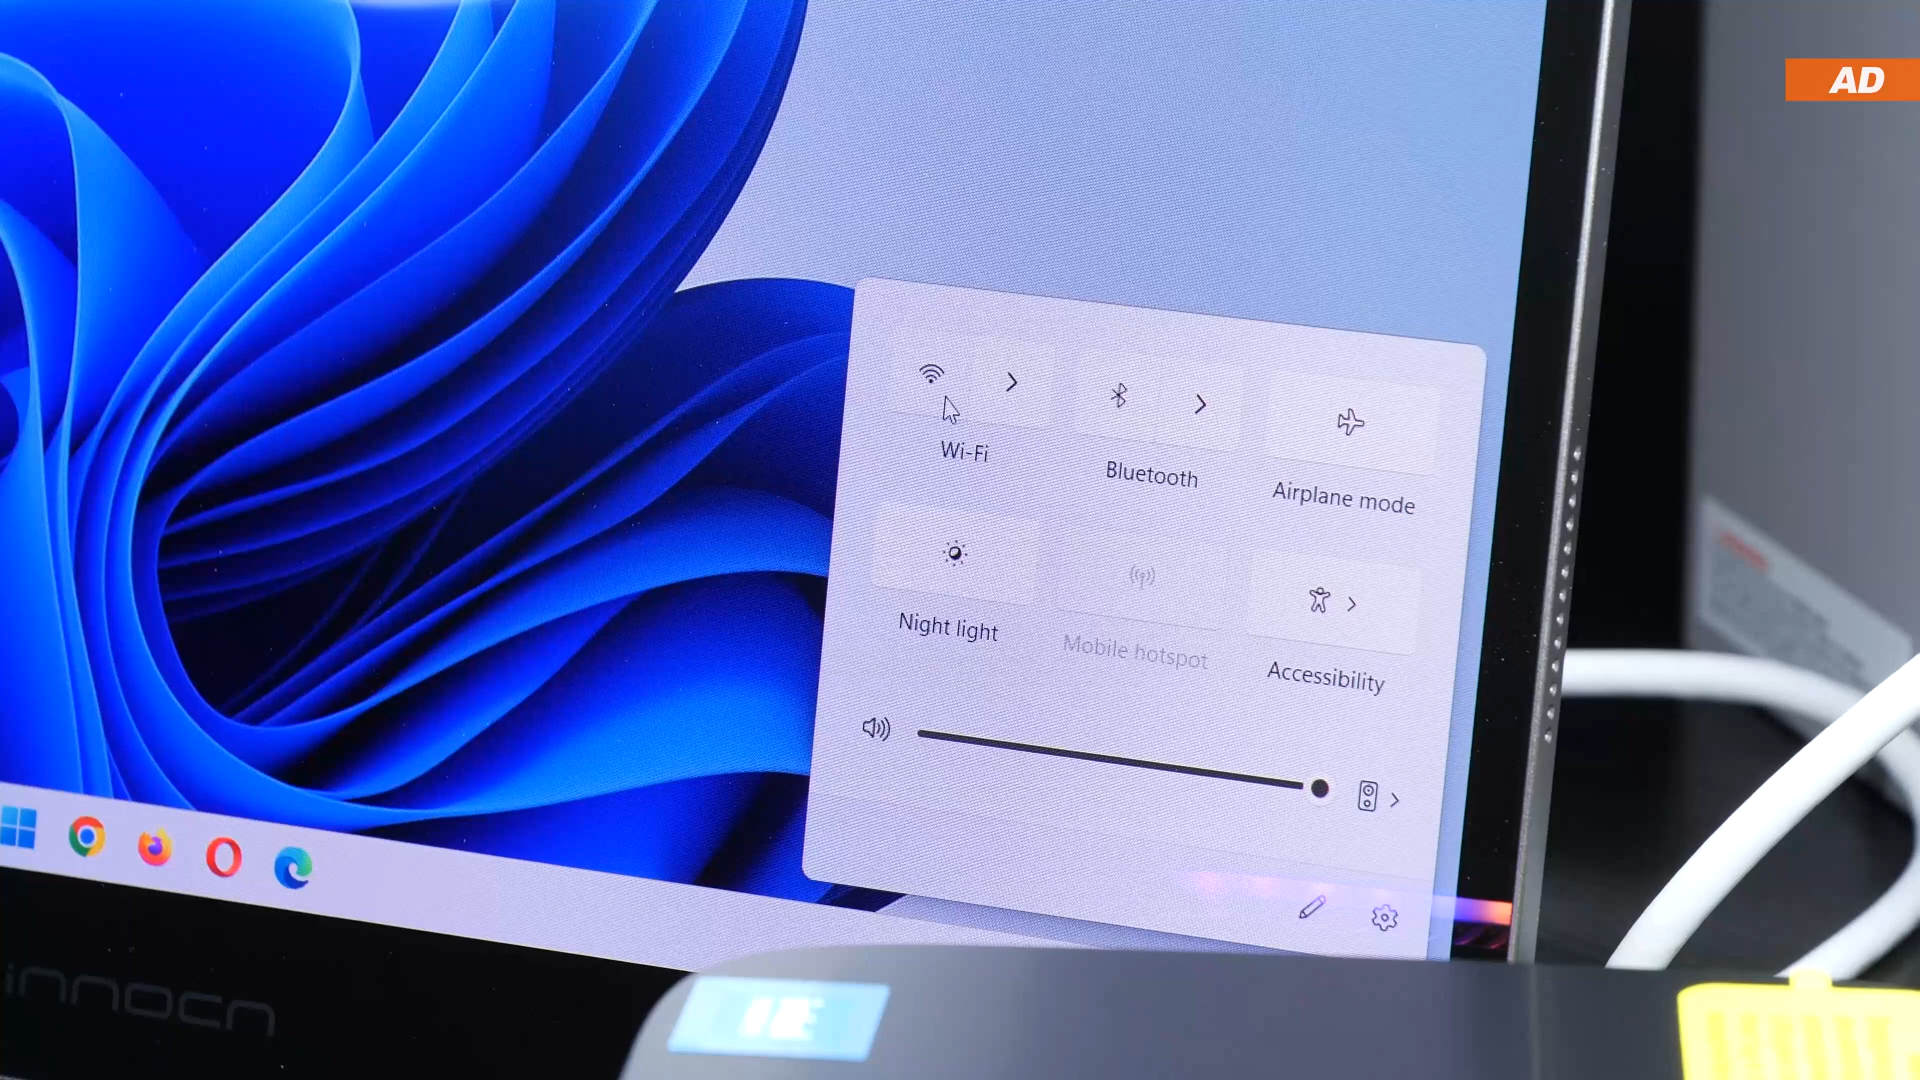 AD
Wi-Fi
Bluetooth
Airplane mode
Night light
Mobile hotspot
Accessibility
innocn